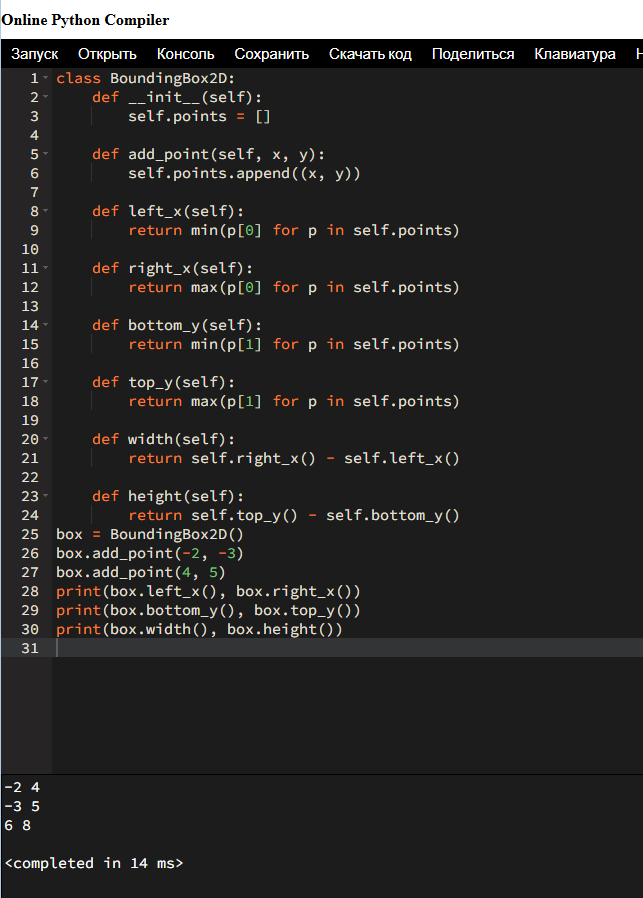 Online Python Compiler
Запуск Открыть Консоль Сохранить Скачать код Поделиться Клавиатура Н
1 class BoundingBox2D:
2     def __init__(self):
3         self.points = []
4
5     def add_point(self, x, y):
6         self.points.append((x, y))
7
8     def left_x(self):
9         return min(p[0] for p in self.points)
10
11     def right_x(self):
12         return max(p[0] for p in self.points)
13
14     def bottom_y(self):
15         return min(p[1] for p in self.points)
16
17     def top_y(self):
18         return max(p[1] for p in self.points)
19
20     def width(self):
21         return self.right_x() - self.left_x()
22
23     def height(self):
24         return self.top_y() - self.bottom_y()
25 box = BoundingBox2D()
26 box.add_point(-2, -3)
27 box.add_point(4, 5)
28 print(box.left_x(), box.right_x())
29 print(box.bottom_y(), box.top_y())
30 print(box.width(), box.height())
31
-2 4
-3 5
6 8
<completed in 14 ms>